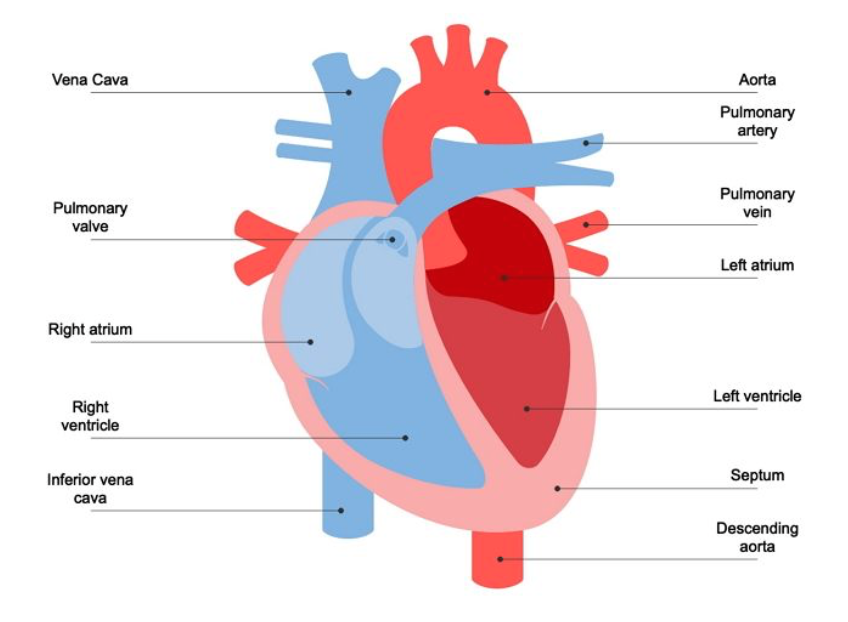 Vena Cava
Pulmonary
valve
Right atrium
Right
ventricle
Inferior vena
cava
Aorta
Pulmonary
artery
Pulmonary
vein
Left atrium
Left ventricle
Septum
Descending
aorta